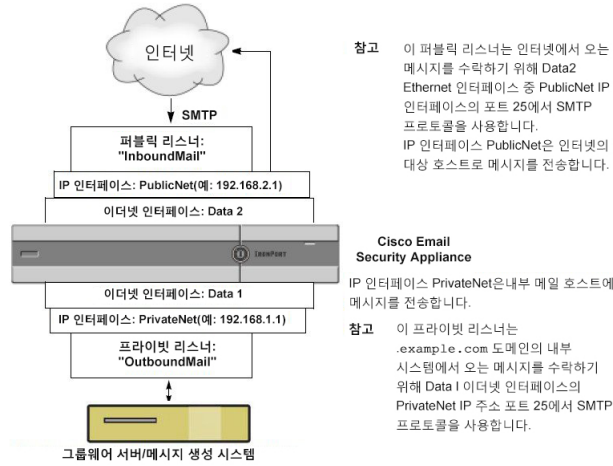 인터넷
SMTP
퍼블릭 리스너:
"InboundMail"
IP 인터페이스: PublicNet(예: 192.168.2.1)
이더넷 인터페이스: Data 2
IRONPORT
이더넷 인터페이스: Data 1
IP 인터페이스: PrivateNet(예: 192.168.1.1)
프라이빗 리스너:
"OutboundMail"
그룹웨어 서버/메시지 생성 시스템
참고 이 퍼블릭 리스너는 인터넷에서 오는
메시지를 수락하기 위해 Data2
Ethernet 인터페이스 중 PublicNet IP
인터페이스의 포트 25에서 SMTP
프로토콜을 사용합니다.
IP 인터페이스 PublicNet은 인터넷의
대상 호스트로 메시지를 전송합니다.
Cisco Email
Security Appliance
IP 인터페이스 PrivateNet은내부 메일 호스트에
메시지를 전송합니다.
참고 이 프라이빗 리스너는
.example.com 도메인의 내부
시스템에서 오는 메시지를 수락하기
위해 Data I 이더넷 인터페이스의
PrivateNet IP 주소 포트 25에서 SMTP
프로토콜을 사용합니다.